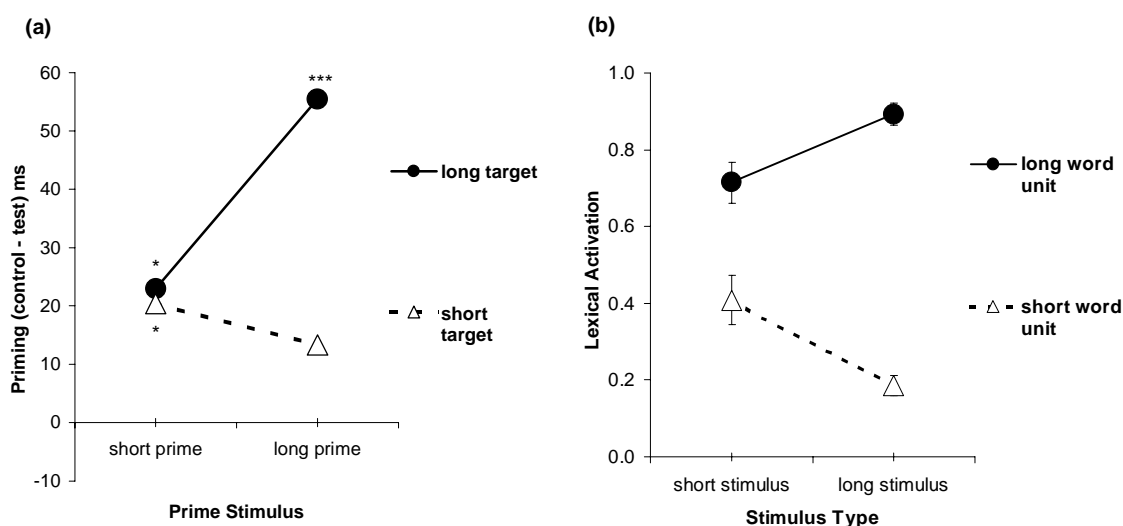 (a)
60
50
40
30
20
10
0
-10
Priming (control - test) ms
***
*
*
long target
short
target
short prime
long prime
Prime Stimulus
(b)
1.0
0.8
0.6
0.4
0.2
0.0
Lexical Activation
long word
unit
short word
unit
short stimulus
long stimulus
Stimulus Type